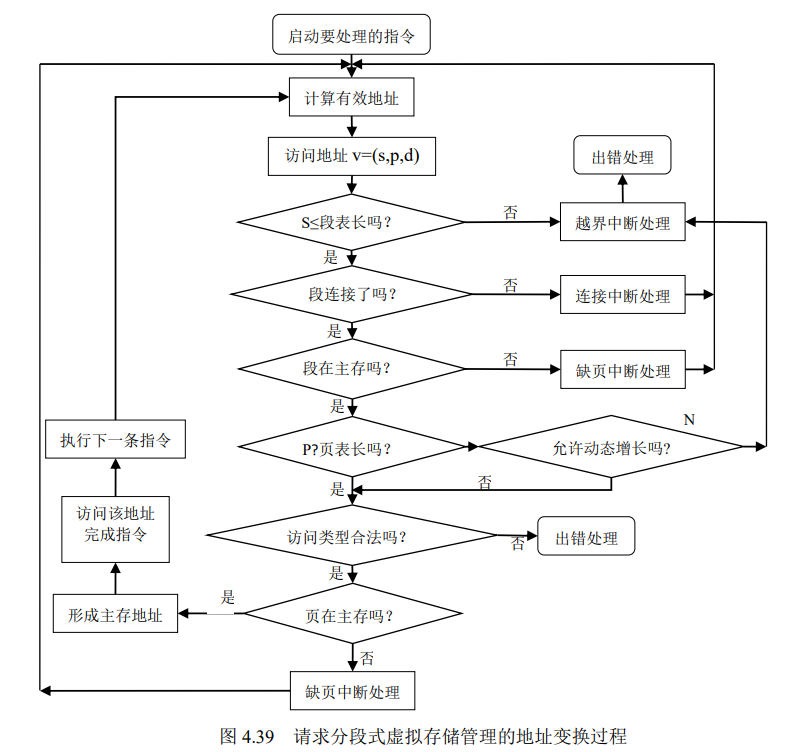 启动要处理的指令
计算有效地址
访问地址 v=(s,p,d)
出错处理
S≤段表长吗?
否
越界中断处理
是
段连接了吗?
否
连接中断处理
是
段在主存吗?
否
缺页中断处理
是
N
执行下一条指令
P?页表长吗?
允许动态增长吗?
是
否
访问该地址
完成指令
访问类型合法吗?
否
出错处理
是
是
形成主存地址
页在主存吗?
否
缺页中断处理
图 4.39 请求分段式虚拟存储管理的地址变换过程